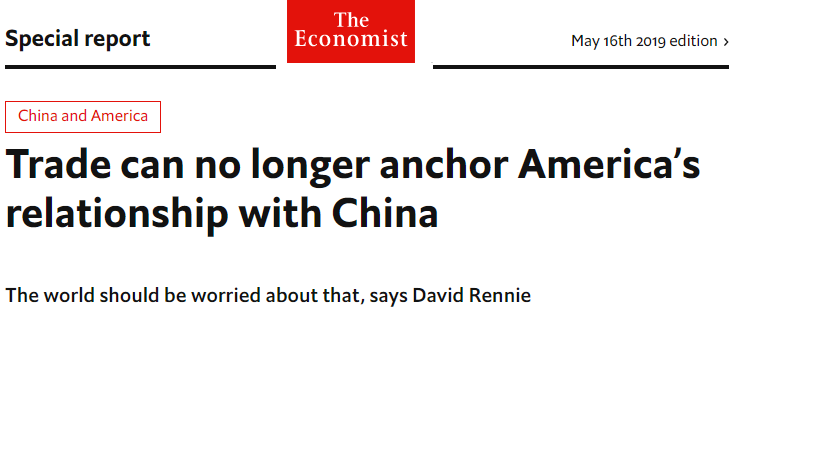 Special report
The
Economist
May 16th 2019 edition ›
China and America
Trade can no longer anchor America’s
relationship with China
The world should be worried about that, says David Rennie